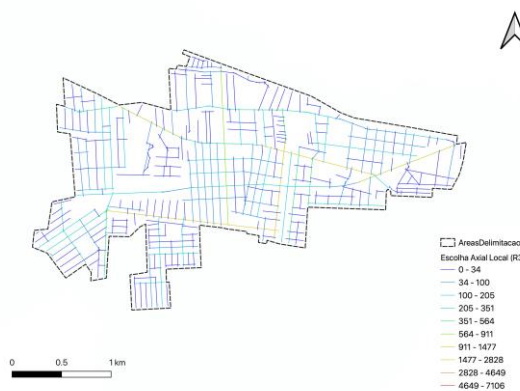 AreasDelimitacao
Escolha Axial Local (R3
0 - 34
34 - 100
100 - 205
205 - 351
351 - 564
564 - 911
911 - 1477
1477 - 2828
2828 - 4649
4649 - 7106
0 0.5 1 km